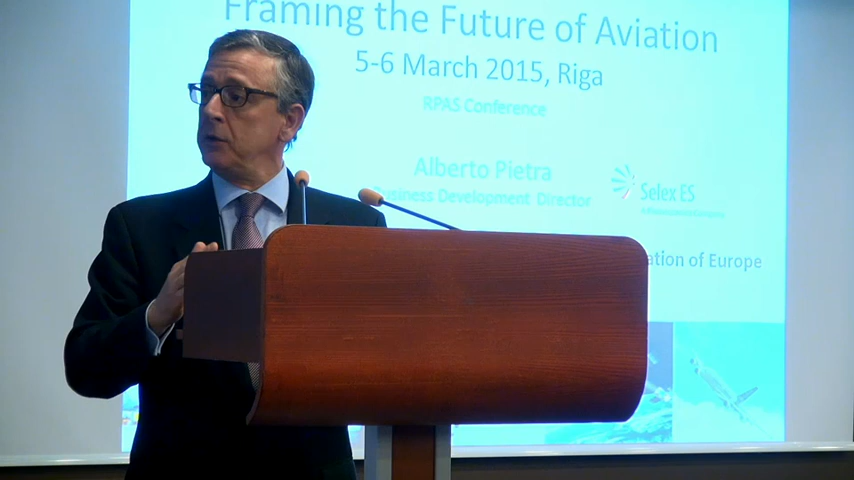 Framing the Future of Aviation
5-6 March 2015, Riga
RPAS Conference
Alberto Pietra
Business Development Director
Selex ES
ation of Europe